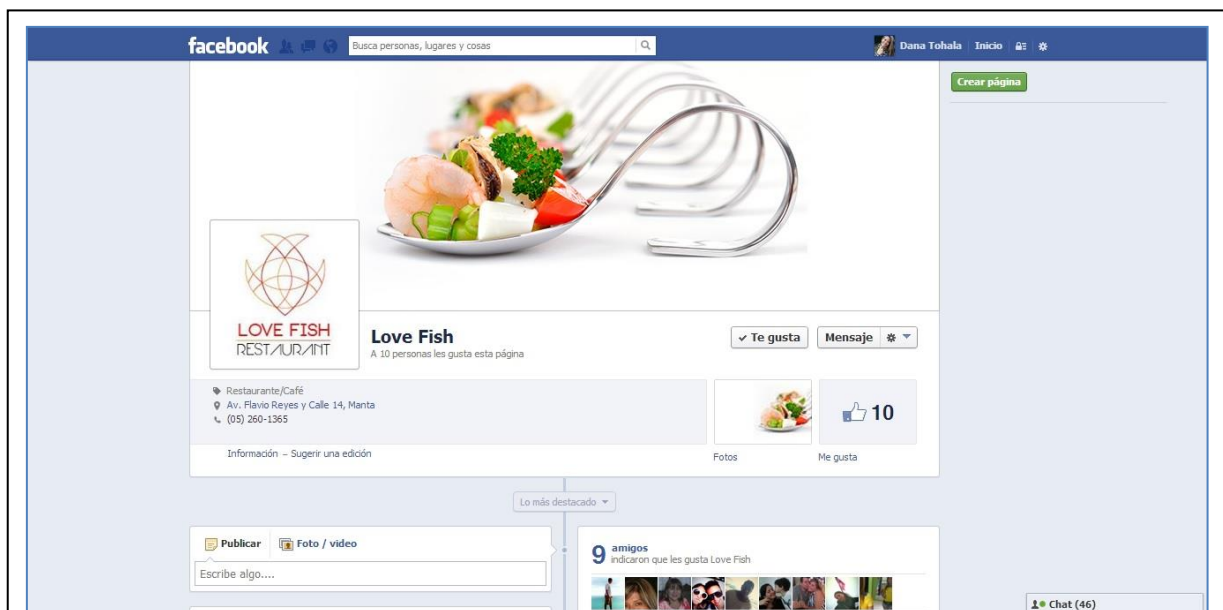 facebook
Busca personas, lugares y cosas
Dana Tohala Inicio
Crear página
LOVE FISH
RESTAURANT
Love Fish
A 10 personas les gusta esta página
Te gusta
Mensaje
Restaurante/Café
Av. Flavio Reyes y Calle 14, Manta
(05) 260-1365
10
Información – Sugerir una edición
Fotos
Me gusta
Lo más destacado
Publicar
Foto / video
Escribe algo....
9 amigos
indicaron que les gusta Love Fish
Chat (46)